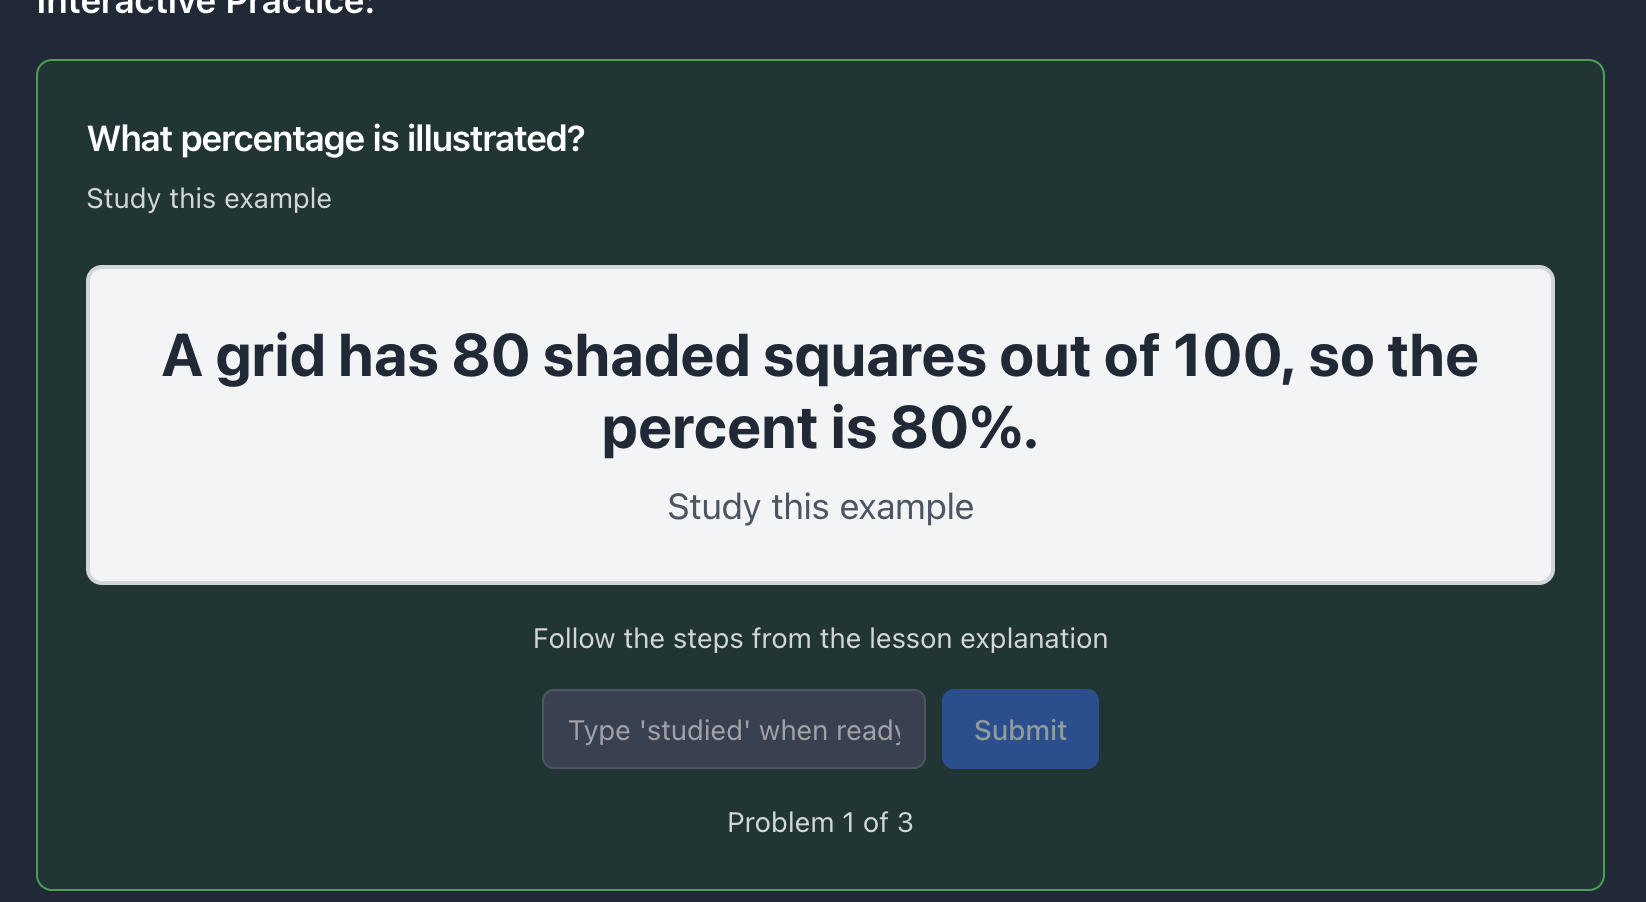 Interactive Practice:
What percentage is illustrated?
Study this example
A grid has 80 shaded squares out of 100, so the
percent is 80%.
Study this example
Follow the steps from the lesson explanation
Type 'studied' when ready
Submit
Problem 1 of 3